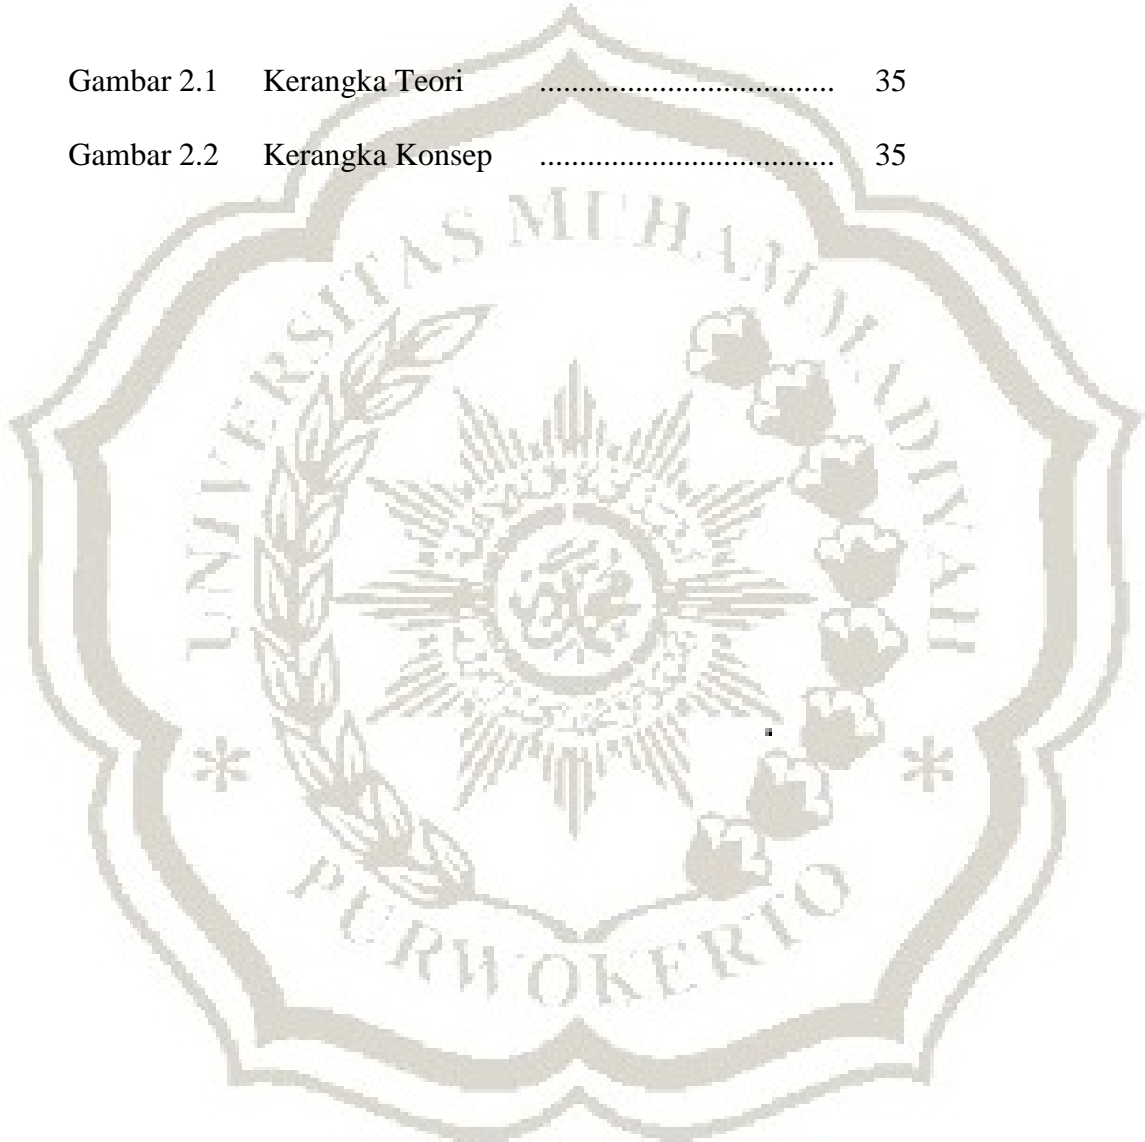 Gambar 2.1 Kerangka Teori ..................................... 35
Gambar 2.2 Kerangka Konsep ..................................... 35
UNIVERSITAS MUHAMMADIYAH
PURWOKERTO